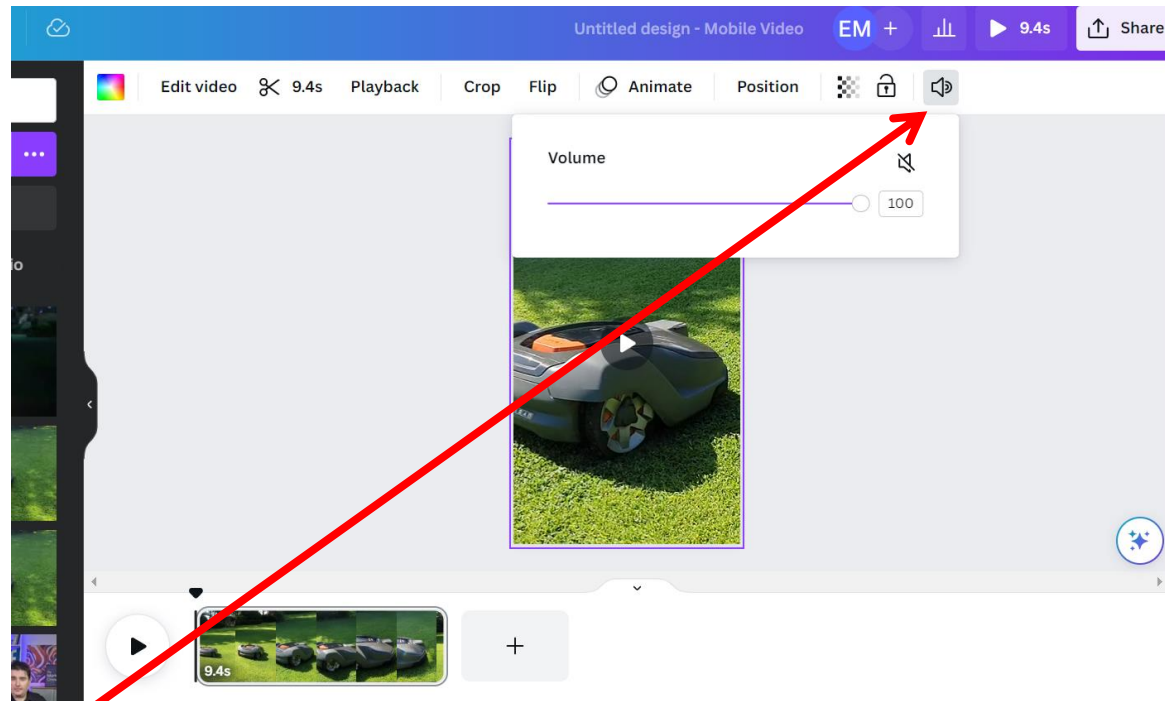 Untitled design - Mobile Video EM + 9.4s Share
Edit video 9.4s Playback Crop Flip Animate Position
Volume
100
io
9.4s